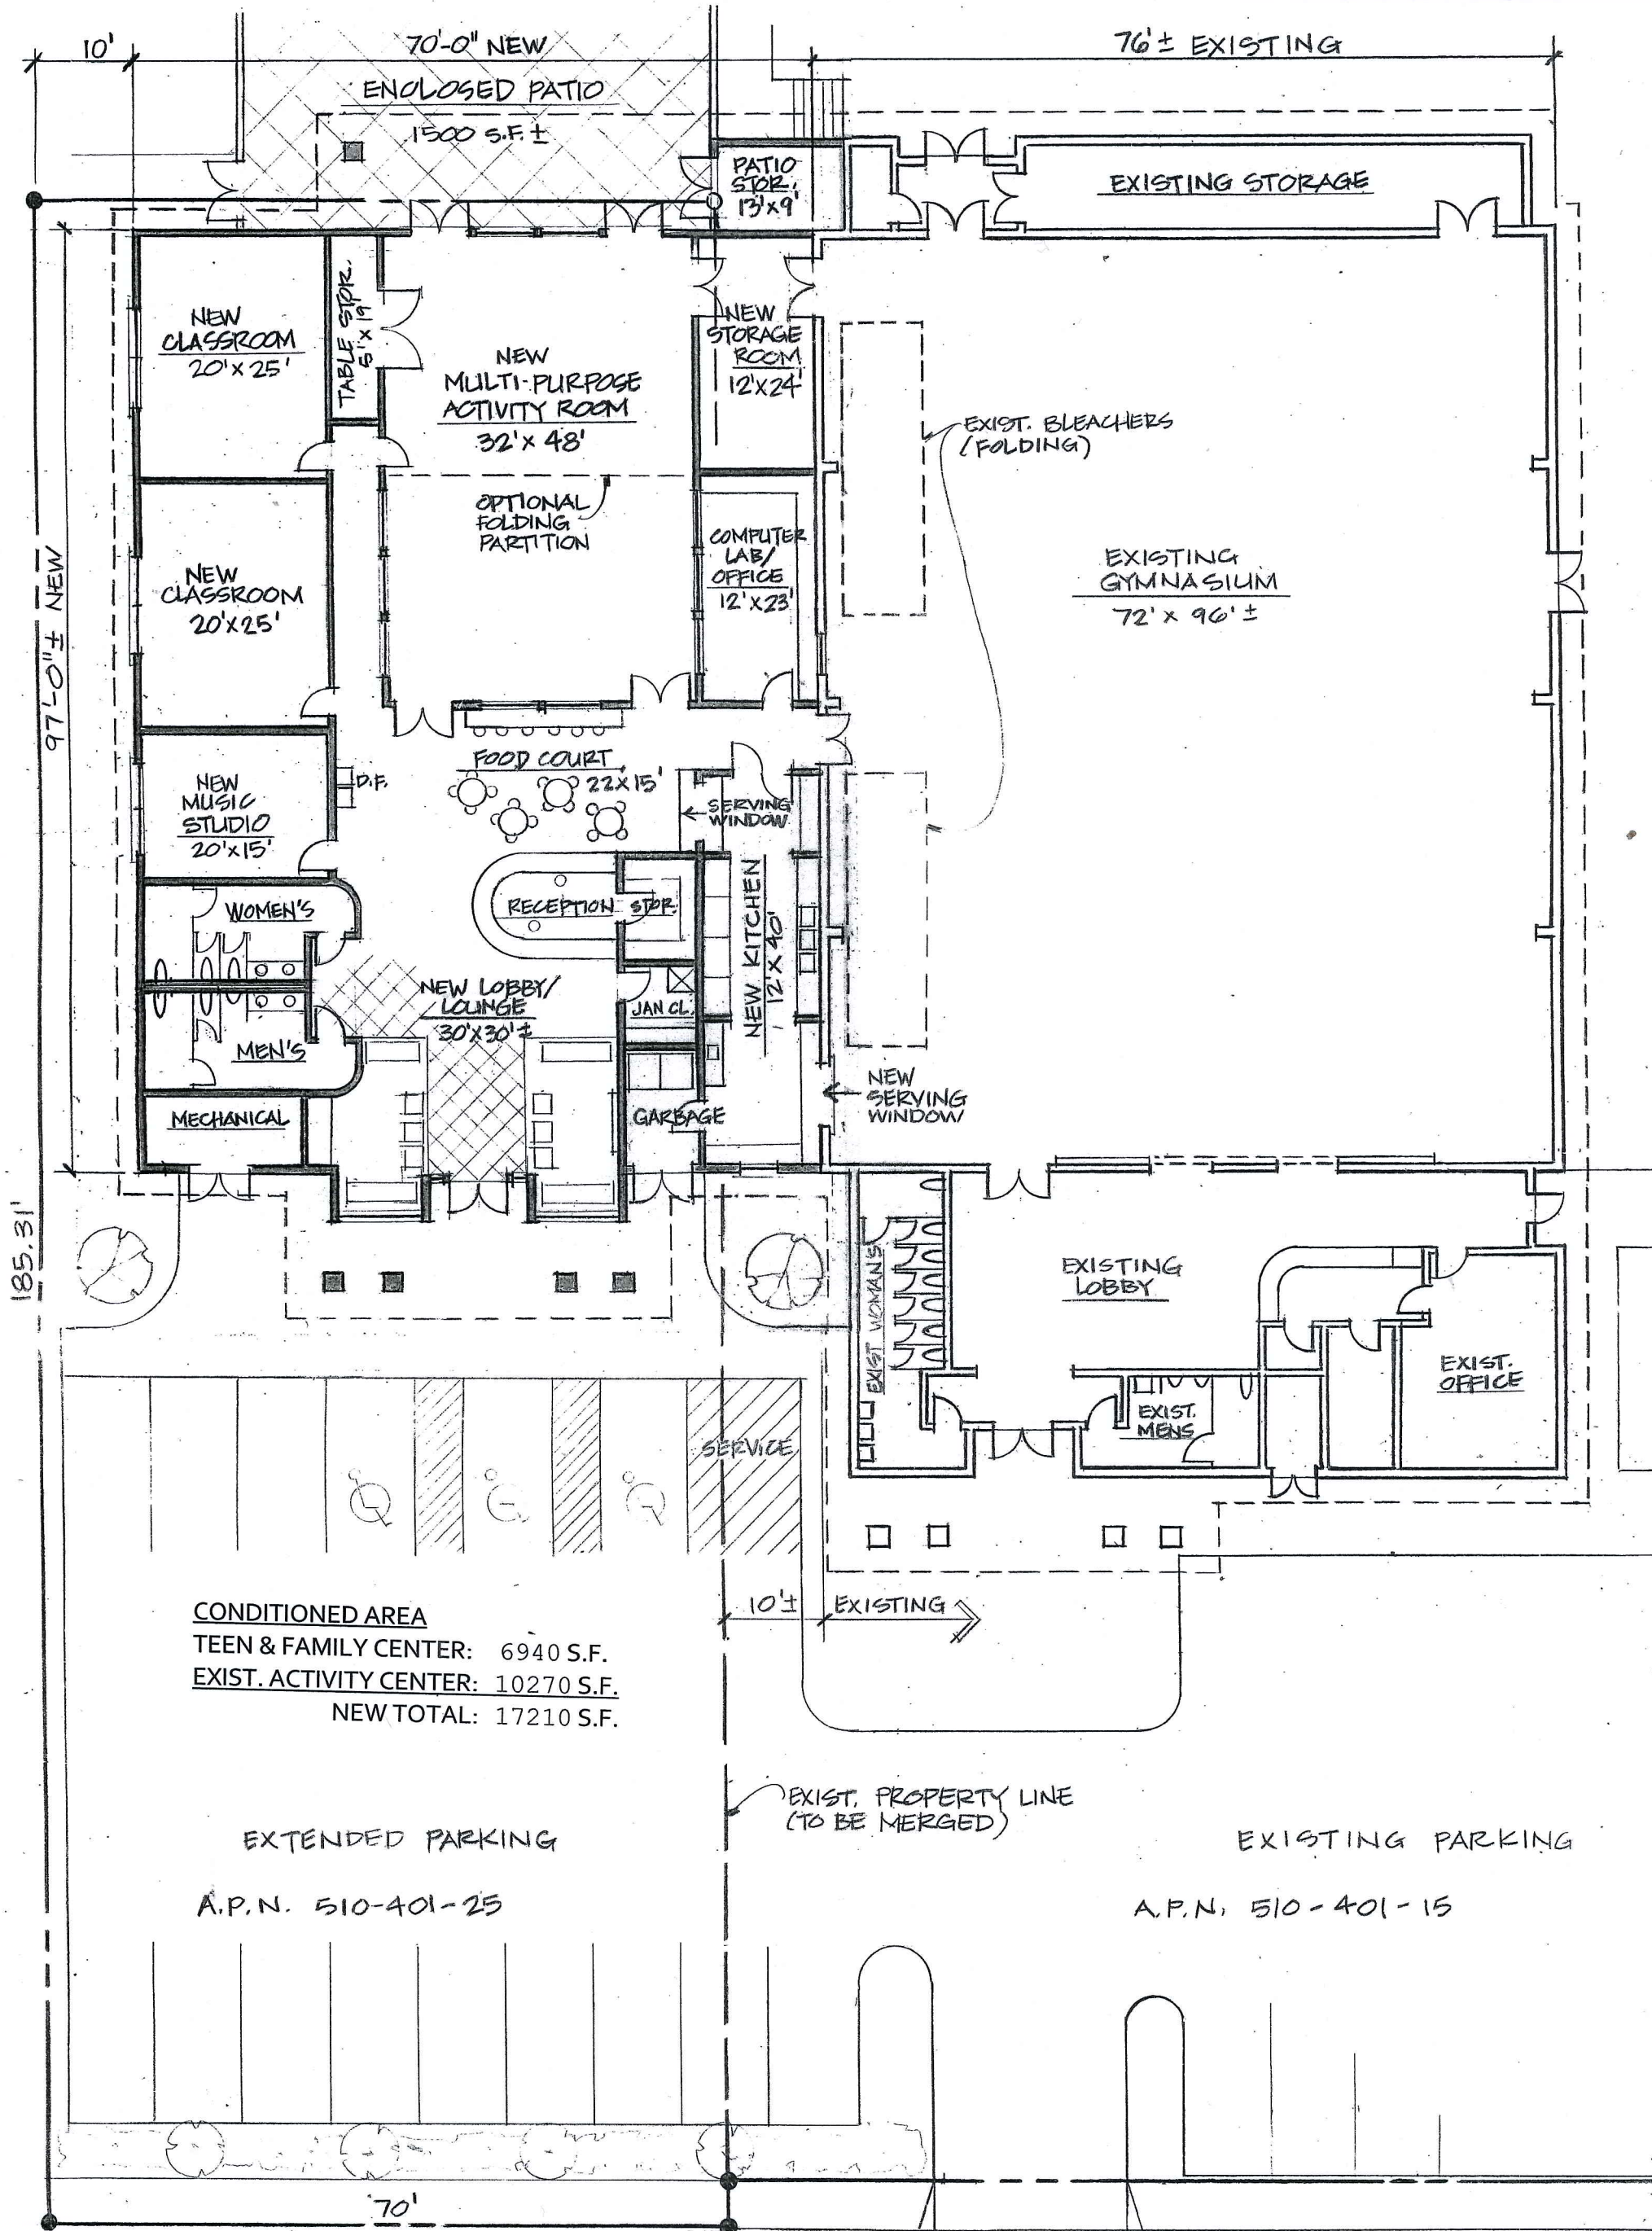 10'
70'-0" NEW
76'± EXISTING
ENCLOSED PATIO
1500 S.F.±
PATIO
STOR.
13'x9'
EXISTING STORAGE
NEW
CLASSROOM
20'x25'
TABLE STOR.
5'x19'
NEW
MULTI-PURPOSE
ACTIVITY ROOM
32'x48'
NEW
STORAGE
ROOM
12'x24'
EXIST. BLEACHERS
(FOLDING)
OPTIONAL
FOLDING
PARTITION
COMPUTER
LAB/
OFFICE
12'x23'
EXISTING
GYMNASIUM
72' x 96'±
NEW
CLASSROOM
20'x25'
97'-0"± NEW
NEW
MUSIC
STUDIO
20'x15'
D.F.
FOOD COURT
22x15'
SERVING
WINDOW
WOMEN'S
RECEPTION
STOR.
NEW KITCHEN
12'x40'
NEW LOBBY/
LOUNGE
30'x30'±
JAN CL.
MEN'S
MECHANICAL
GARBAGE
NEW
SERVING
WINDOW
185.31'
EXIST WOMAN'S
EXISTING
LOBBY
EXIST.
OFFICE
EXIST.
MENS
SERVICE
10'±
EXISTING
CONDITIONED AREA
TEEN & FAMILY CENTER: 6940 S.F.
EXIST. ACTIVITY CENTER: 10270 S.F.
NEW TOTAL: 17210 S.F.
EXIST. PROPERTY LINE
(TO BE MERGED)
EXTENDED PARKING
A.P.N. 510-401-25
EXISTING PARKING
A.P.N. 510-401-15
70'